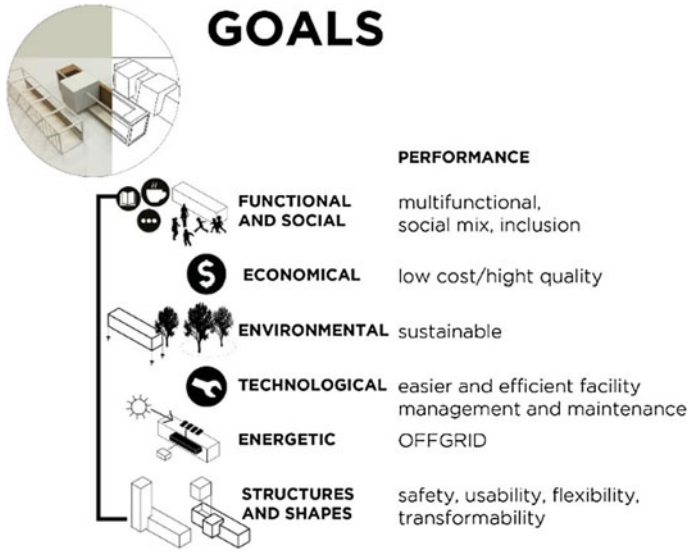 GOALS
PERFORMANCE
FUNCTIONAL
AND SOCIAL
multifunctional,
social mix, inclusion
$
ECONOMICAL
low cost/hight quality
ENVIRONMENTAL
sustainable
TECHNOLOGICAL
easier and efficient facility
management and maintenance
ENERGETIC
OFFGRID
STRUCTURES
AND SHAPES
safety, usability, flexibility,
transformability